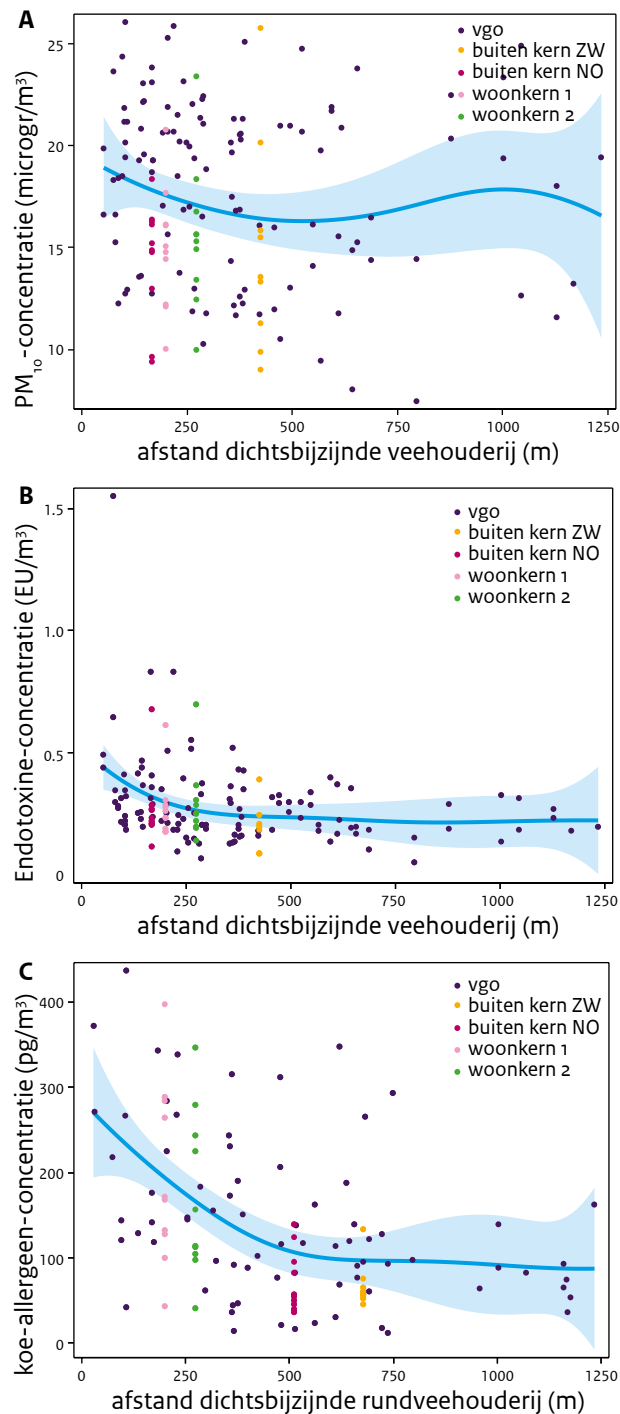 A
PM₁₀-concentratie (microgr/m³)
25
20
15
10
vgo
buiten kern ZW
buiten kern NO
woonkern 1
woonkern 2
0
250
500
750
1000
1250
afstand dichtsbijzijnde veehouderij (m)
B
Endotoxine-concentratie (EU/m³)
1.5
1.0
0.5
0
vgo
buiten kern ZW
buiten kern NO
woonkern 1
woonkern 2
0
250
500
750
1000
1250
afstand dichtsbijzijnde veehouderij (m)
C
koe-allergeen-concentratie (pg/m³)
400
300
200
100
0
vgo
buiten kern ZW
buiten kern NO
woonkern 1
woonkern 2
0
250
500
750
1000
1250
afstand dichtsbijzijnde rundveehouderij (m)